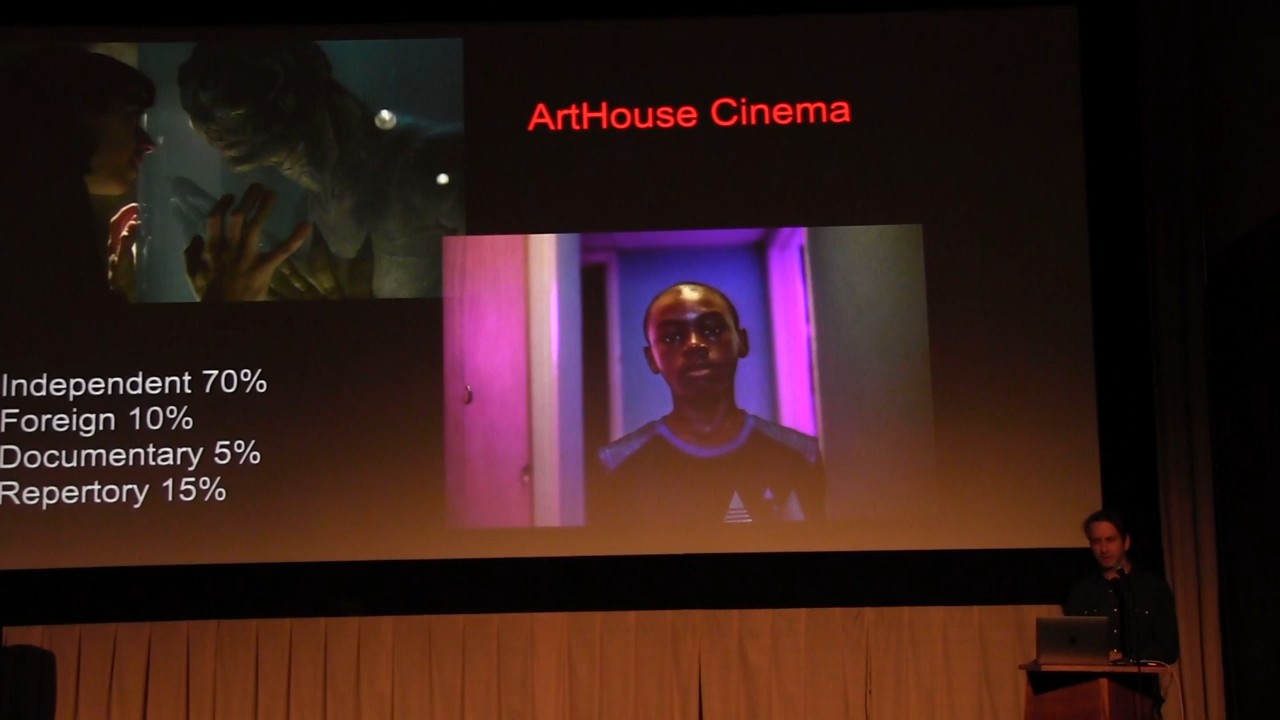 ArtHouse Cinema
Independent 70%
Foreign 10%
Documentary 5%
Repertory 15%